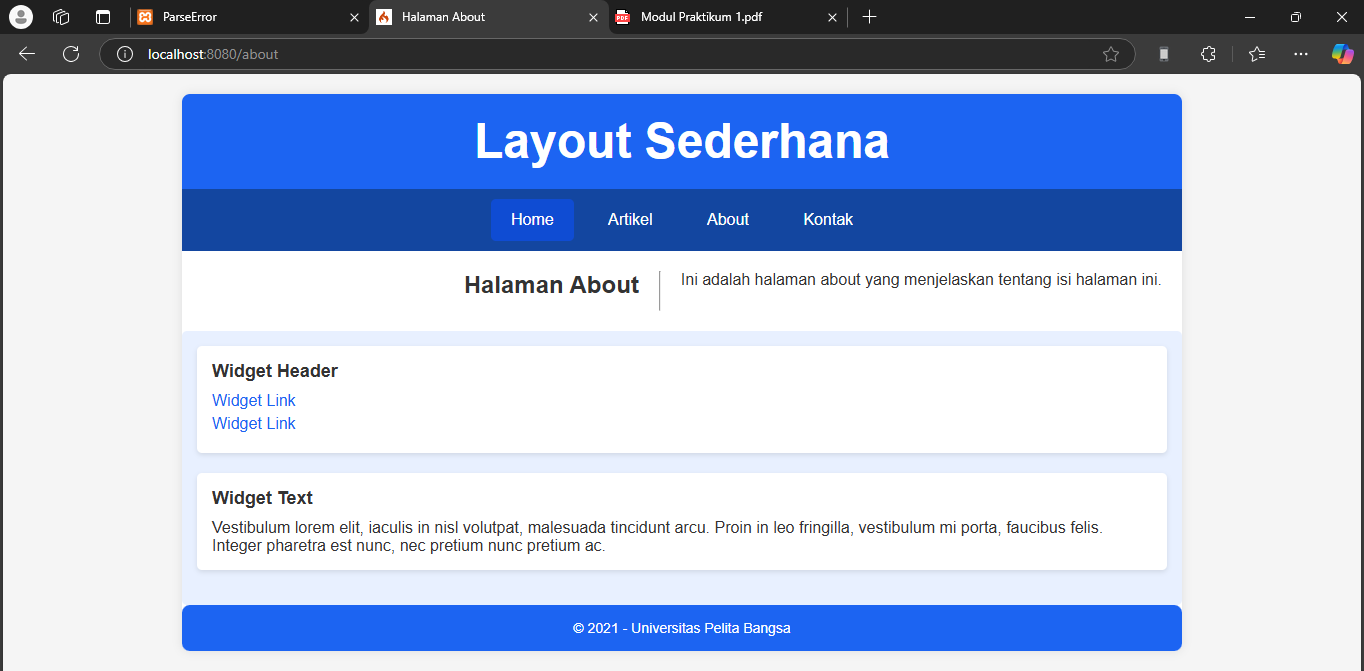 ParseError
Halaman About
Modul Praktikum 1.pdf
localhost:8080/about
Layout Sederhana
Home Artikel About Kontak
Halaman About
Ini adalah halaman about yang menjelaskan tentang isi halaman ini.
Widget Header
Widget Link
Widget Link
Widget Text
Vestibulum lorem elit, iaculis in nisl volutpat, malesuada tincidunt arcu. Proin in leo fringilla, vestibulum mi porta, faucibus felis.
Integer pharetra est nunc, nec pretium nunc pretium ac.
© 2021 - Universitas Pelita Bangsa